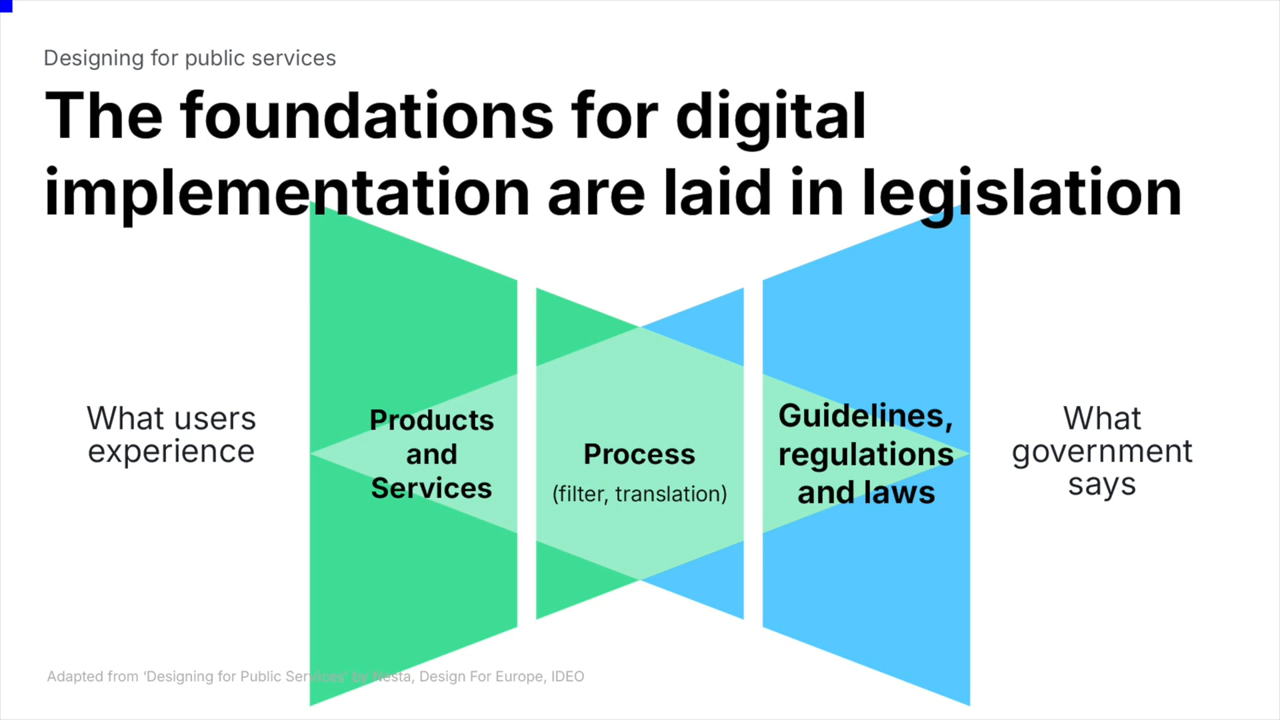 Designing for public services
The foundations for digital
implementation are laid in legislation
What users
experience
Products
and
Services
Process
(filter, translation)
Guidelines,
regulations
and laws
What
government
says
Adapted from ‘Designing for Public Services’ by Nesta, Design For Europe, IDEO